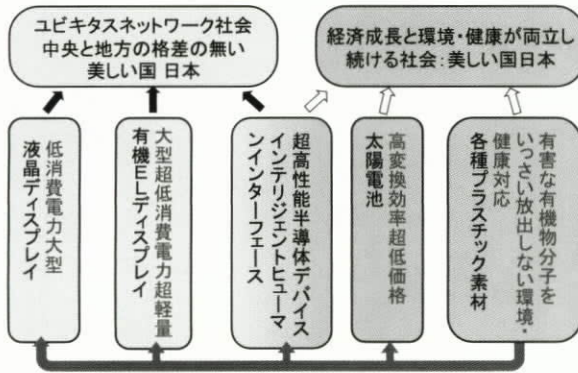 ユビキタスネットワーク社会
中央と地方の格差の無い
美しい国 日本
経済成長と環境・健康が両立し
続ける社会：美しい国日本
低消費電力大型
液晶ディスプレイ
大型超低消費電力超軽量
有機ELディスプレイ
超高性能半導体デバイス
インテリジェントヒューマ
ンインターフェース
高変換効率超低価格
太陽電池
有害な有機物分子を
いっさい放出しない環境・
健康対応
各種プラスチック素材